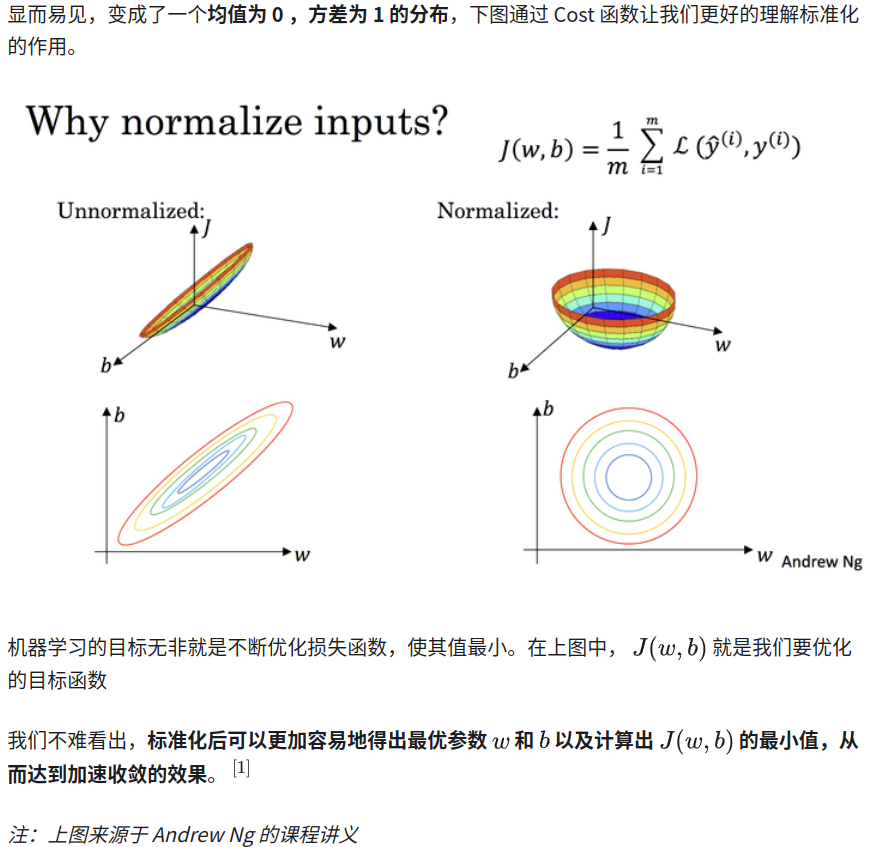 显而易见，变成了一个均值为 0 ，方差为 1 的分布，下图通过 Cost 函数让我们更好的理解标准化
的作用。
Why normalize inputs?
J(w, b) = \frac{1}{m} \sum_{i=1}^{m} \mathcal{L}(\hat{y}^{(i)}, y^{(i)})
Unnormalized:
J
w
b
Normalized:
J
w
b
b
w
b
w
Andrew Ng
机器学习的目标无非就是不断优化损失函数，使其值最小。在上图中， J(w, b) 就是我们要优化
的目标函数
我们不难看出，标准化后可以更加容易地得出最优参数 w 和 b 以及计算出 J(w, b) 的最小值，从
而达到加速收敛的效果。 [1]
注：上图来源于 Andrew Ng 的课程讲义